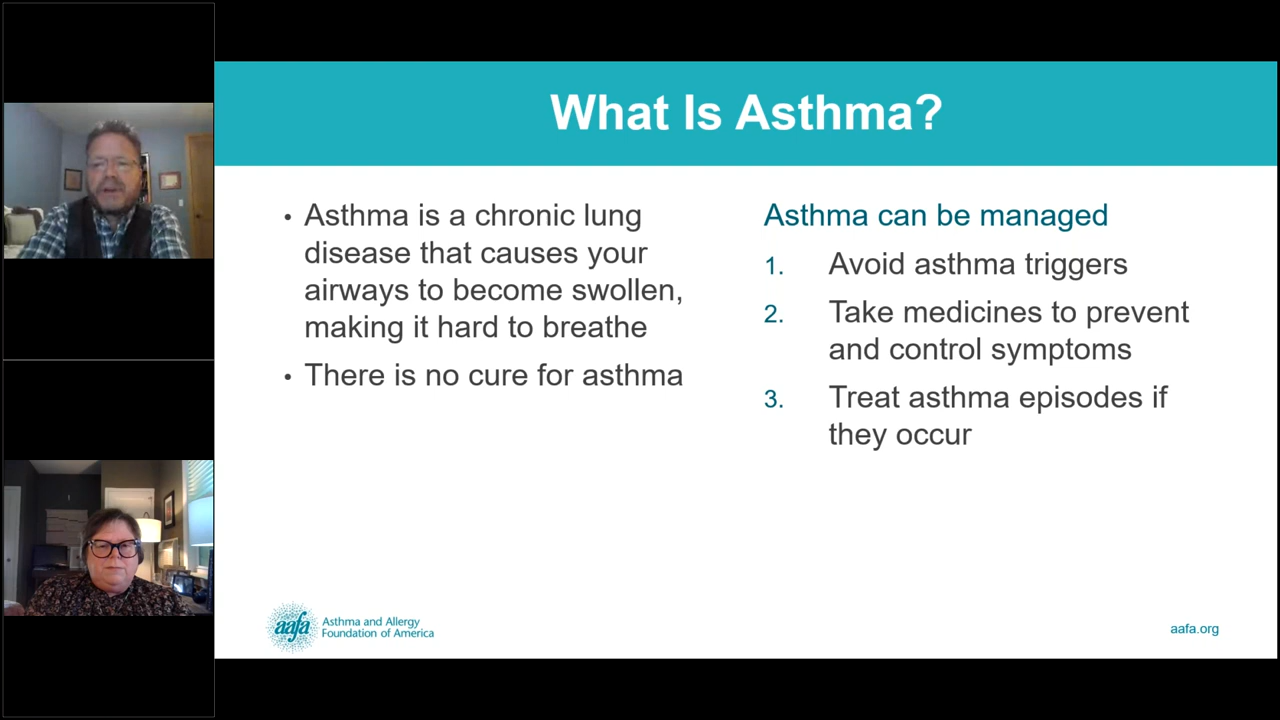 What Is Asthma?
• Asthma is a chronic lung
disease that causes your
airways to become swollen,
making it hard to breathe
• There is no cure for asthma
Asthma can be managed
1. Avoid asthma triggers
2. Take medicines to prevent
and control symptoms
3. Treat asthma episodes if
they occur
aafa
Asthma and Allergy
Foundation of America
aafa.org